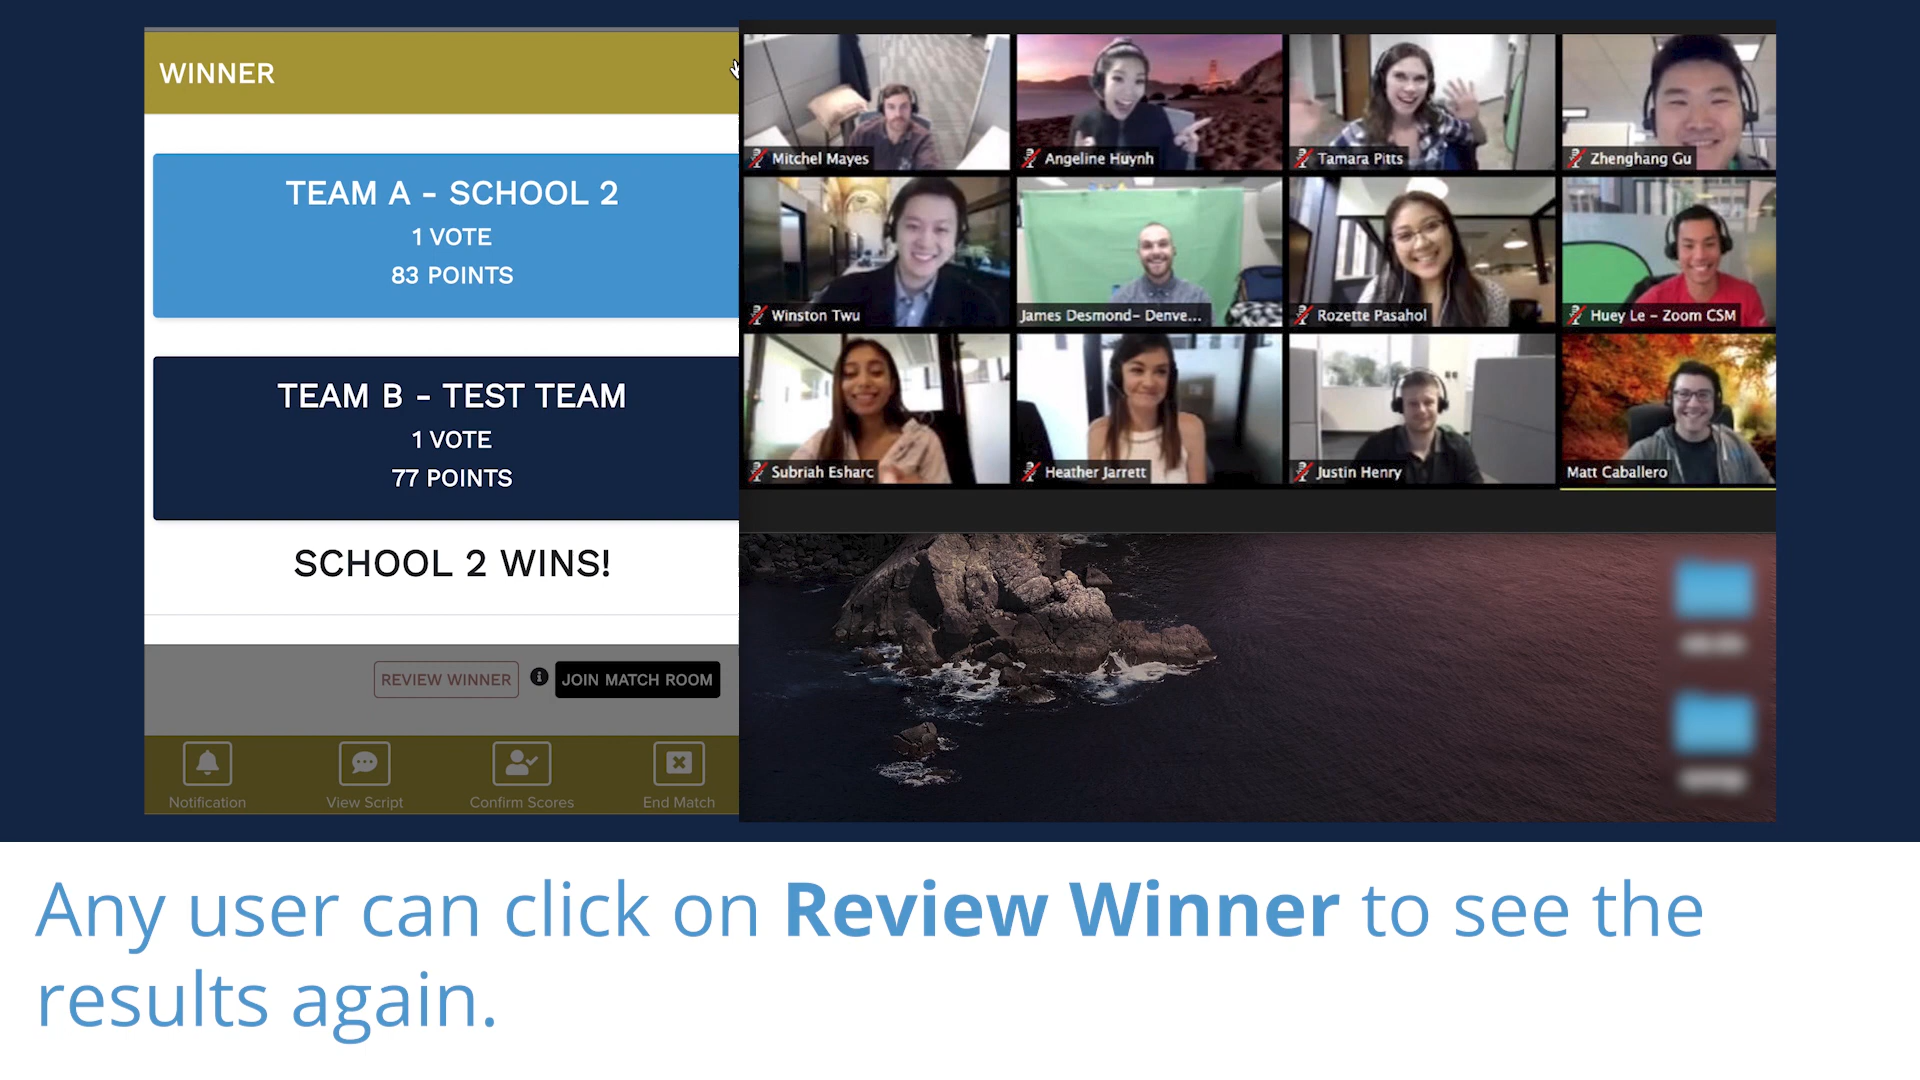 WINNER
TEAM A - SCHOOL 2
1 VOTE
83 POINTS
TEAM B - TEST TEAM
1 VOTE
77 POINTS
SCHOOL 2 WINS!
REVIEW WINNER
JOIN MATCH ROOM
Notification
View Script
Confirm Scores
End Match
Mitchel Mayes
Angeline Huynh
Tamara Pitts
Zhenghang Gu
Winston Twu
James Desmond- Denve...
Rozette Pasahol
Huey Le - Zoom CSM
Subriah Esharc
Heather Jarrett
Justin Henry
Matt Caballero
Any user can click on Review Winner to see the
results again.